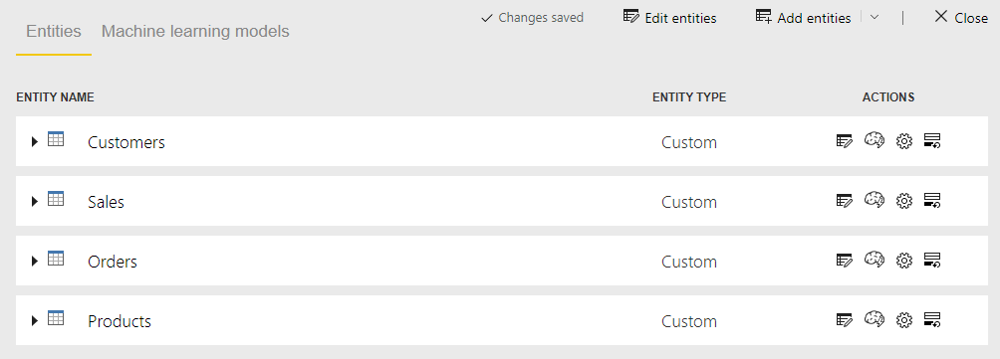 Entities Machine learning models Changes saved Edit entities Add entities Close
ENTITY NAME ENTITY TYPE ACTIONS
Customers Custom
Sales Custom
Orders Custom
Products Custom